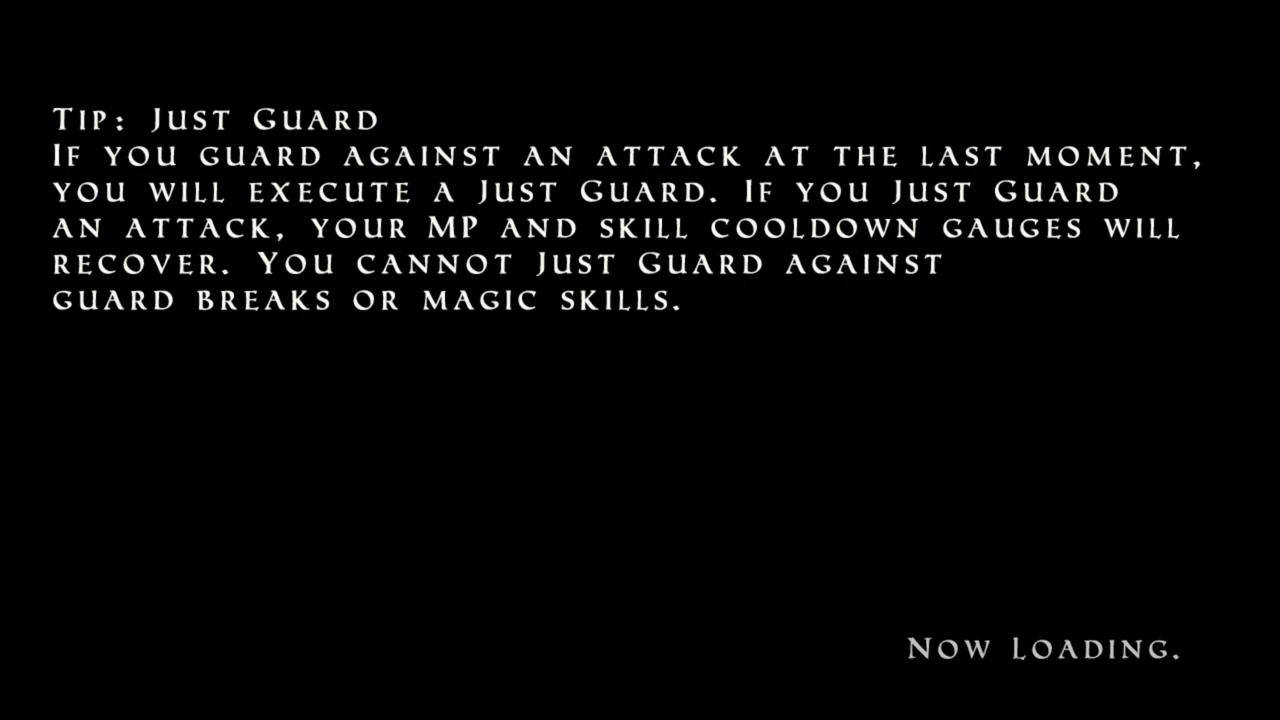 Tip: Just Guard
If you guard against an attack at the last moment,
you will execute a Just Guard. If you Just Guard
an attack, your MP and skill cooldown gauges will
recover. You cannot Just Guard against
guard breaks or magic skills.
Now Loading.